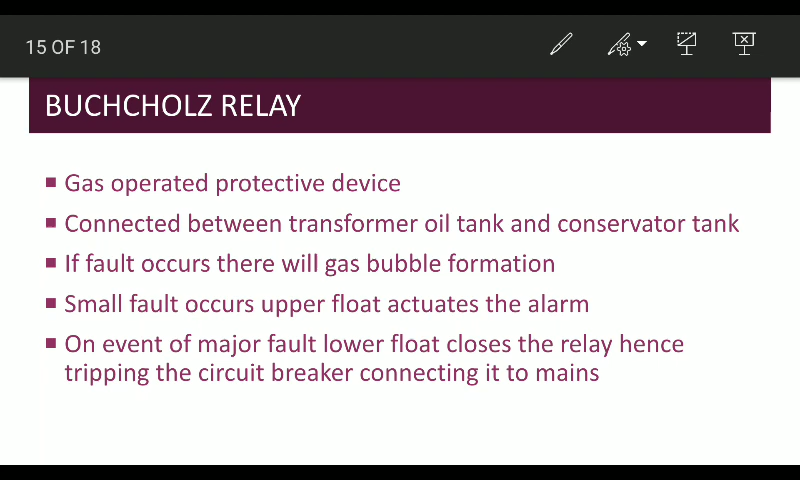 15 OF 18
BUCHCHOLZ RELAY
▪ Gas operated protective device
▪ Connected between transformer oil tank and conservator tank
▪ If fault occurs there will gas bubble formation
▪ Small fault occurs upper float actuates the alarm
▪ On event of major fault lower float closes the relay hence
tripping the circuit breaker connecting it to mains